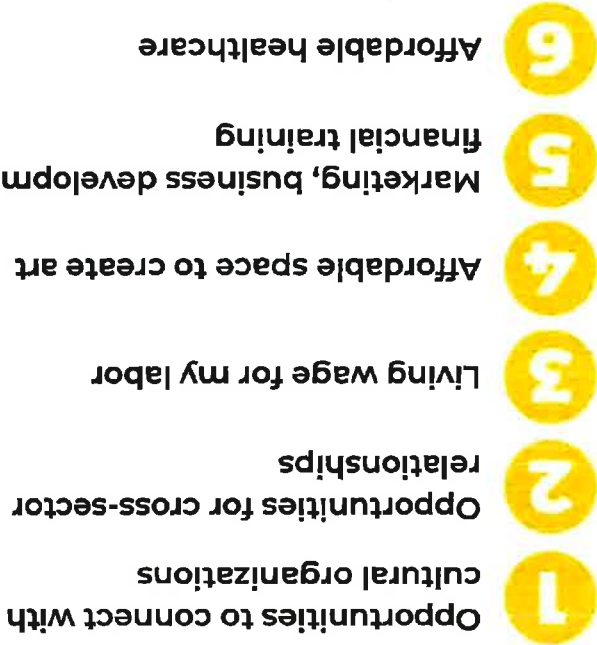 1
Opportunities to connect with
cultural organizations
2
Opportunities for cross-sector
relationships
3
Living wage for my labor
4
Affordable space to create art
5
Marketing, business developm
financial training
6
Affordable healthcare